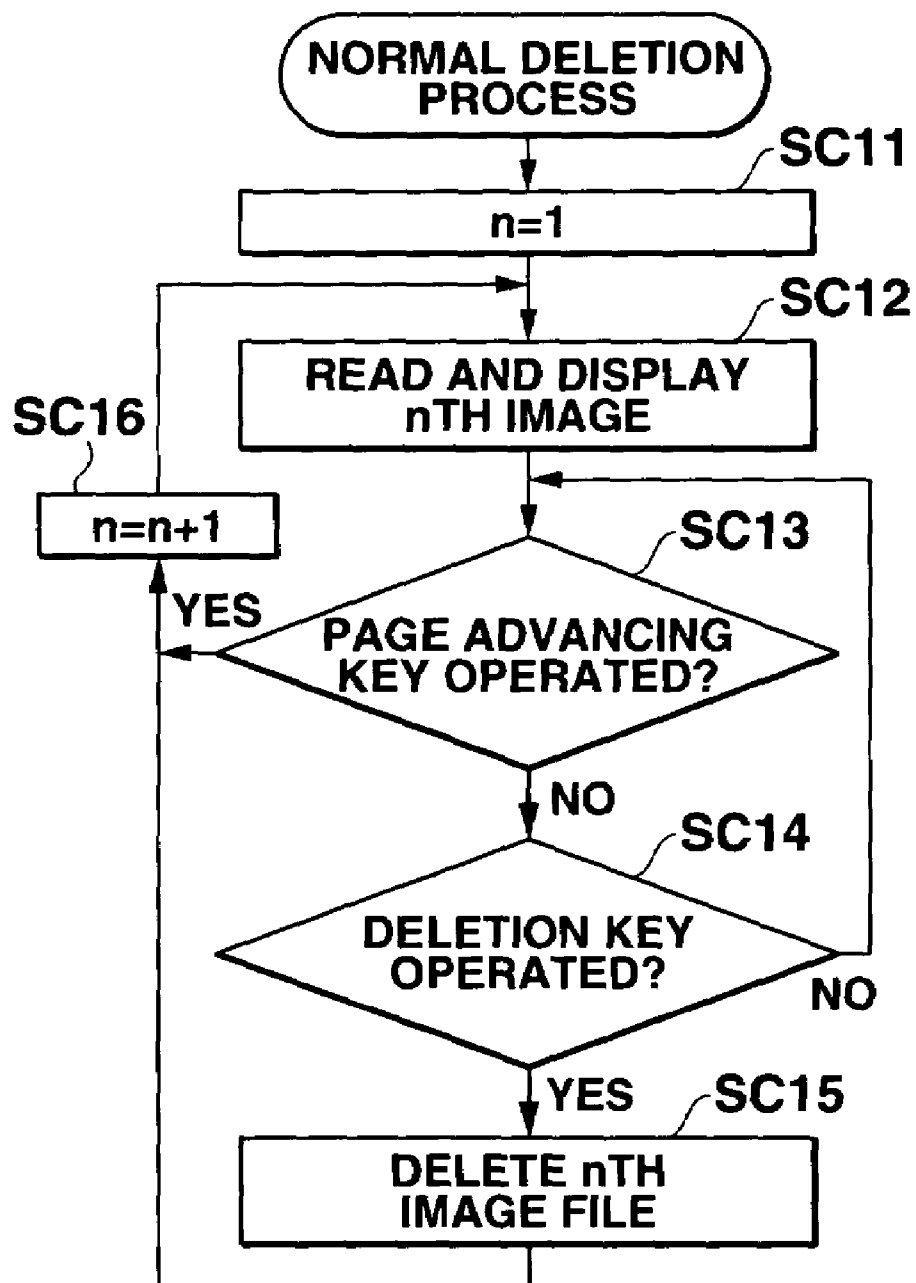 NORMAL DELETION
PROCESS
SC11
n=1
SC12
READ AND DISPLAY
nTH IMAGE
SC16
n=n+1
SC13
YES
PAGE ADVANCING
KEY OPERATED?
NO
SC14
DELETION KEY
OPERATED?
NO
YES
SC15
DELETE nTH
IMAGE FILE